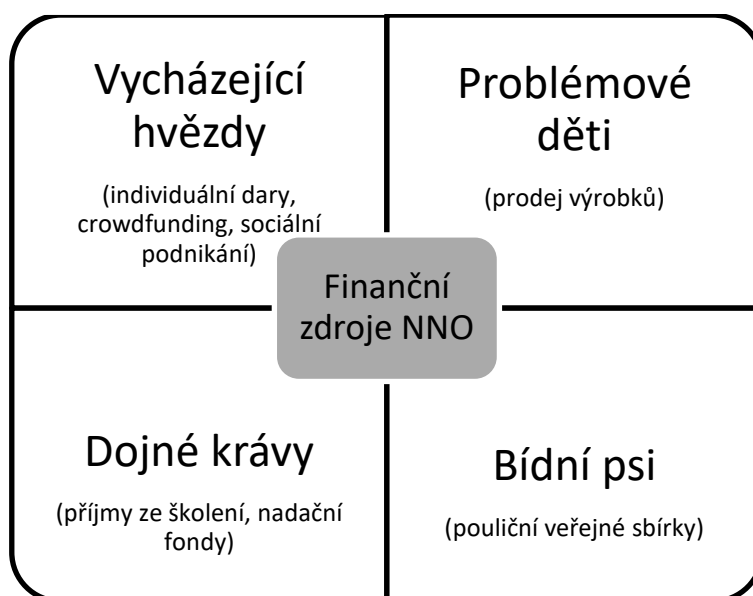 Vycházející
hvězdy
(individuální dary,
crowdfunding, sociální
podnikání)
Problémové
děti
(prodej výrobků)
Finanční
zdroje NNO
Dojné krávy
(příjmy ze školení, nadační
fondy)
Bídní psi
(pouliční veřejné sbírky)